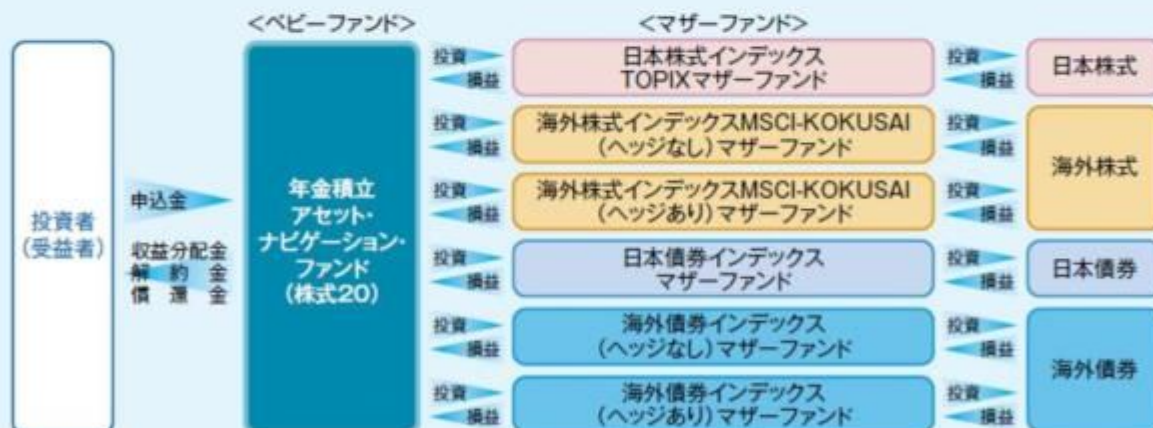 <ベビーファンド>
<マザーファンド>
投資者
(受益者)
申込金
収益分配金
解約金
償還金
年金積立
アセット・
ナビゲーション・
ファンド
(株式20)
投資
損益
日本株式インデックス
TOPIXマザーファンド
投資
損益
日本株式
投資
損益
海外株式インデックスMSCI-KOKUSAI
(ヘッジなし)マザーファンド
投資
損益
海外株式
投資
損益
海外株式インデックスMSCI-KOKUSAI
(ヘッジあり)マザーファンド
投資
損益
投資
損益
日本債券インデックス
マザーファンド
投資
損益
日本債券
投資
損益
海外債券インデックス
(ヘッジなし)マザーファンド
投資
損益
海外債券
投資
損益
海外債券インデックス
(ヘッジあり)マザーファンド
投資
損益